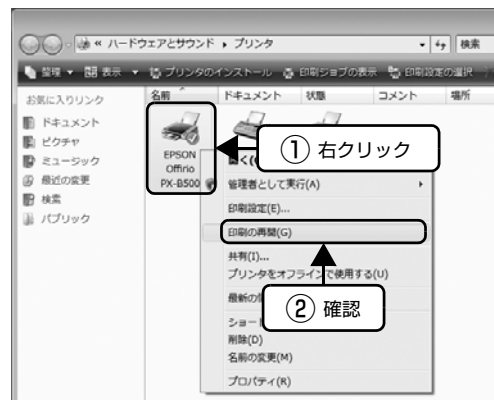 « ハードウェアとサウンド ▸ プリンタ
検索
整理 表示 プリンタのインストール 印刷ジョブの表示 印刷設定の選択
お気に入りリンク
ドキュメント
ピクチャ
ミュージック
最近の変更
検索
パブリック
名前 ドキュメント 状態 コメント 場所
EPSON
Offirio
PX-B500
① 右クリック
管理者として実行(A)
印刷設定(E)...
印刷の再開(G)
共有(I)...
プリンタをオフラインで使用する(U)
最新の
② 確認
ショート
削除(D)
名前の変更(M)
プロパティ(R)